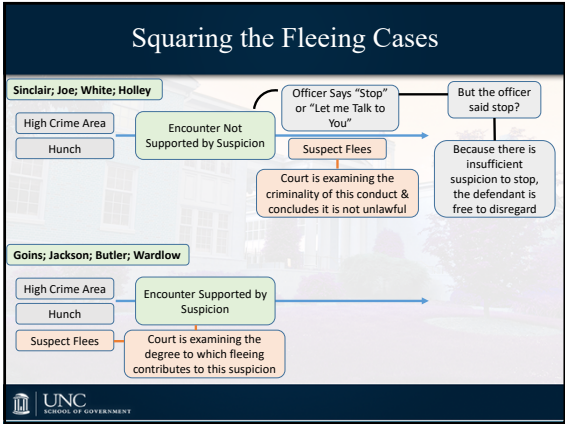 Squaring the Fleeing Cases
Sinclair; Joe; White; Holley
High Crime Area
Hunch
Encounter Not
Supported by Suspicion
Officer Says “Stop”
or “Let me Talk to
You”
But the officer
said stop?
Suspect Flees
Court is examining the
criminality of this conduct &
concludes it is not unlawful
Because there is
insufficient
suspicion to stop,
the defendant is
free to disregard
Goins; Jackson; Butler; Wardlow
High Crime Area
Hunch
Suspect Flees
Encounter Supported by
Suspicion
Court is examining the
degree to which fleeing
contributes to this suspicion
UNC
SCHOOL OF GOVERNMENT